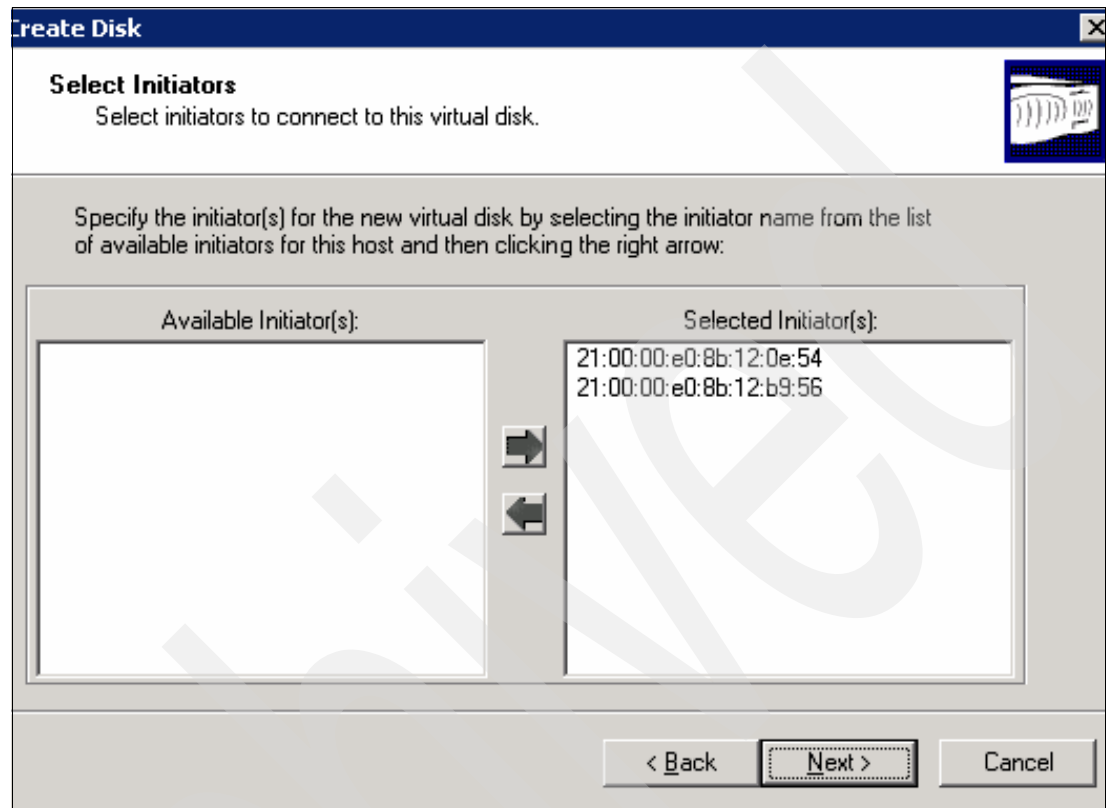 Create Disk
Select Initiators
Select initiators to connect to this virtual disk.
Specify the initiator(s) for the new virtual disk by selecting the initiator name from the list
of available initiators for this host and then clicking the right arrow:
Available Initiator(s):
Selected Initiator(s):
21:00:00:e0:8b:12:0e:54
21:00:00:e0:8b:12:b9:56
< Back
Next >
Cancel